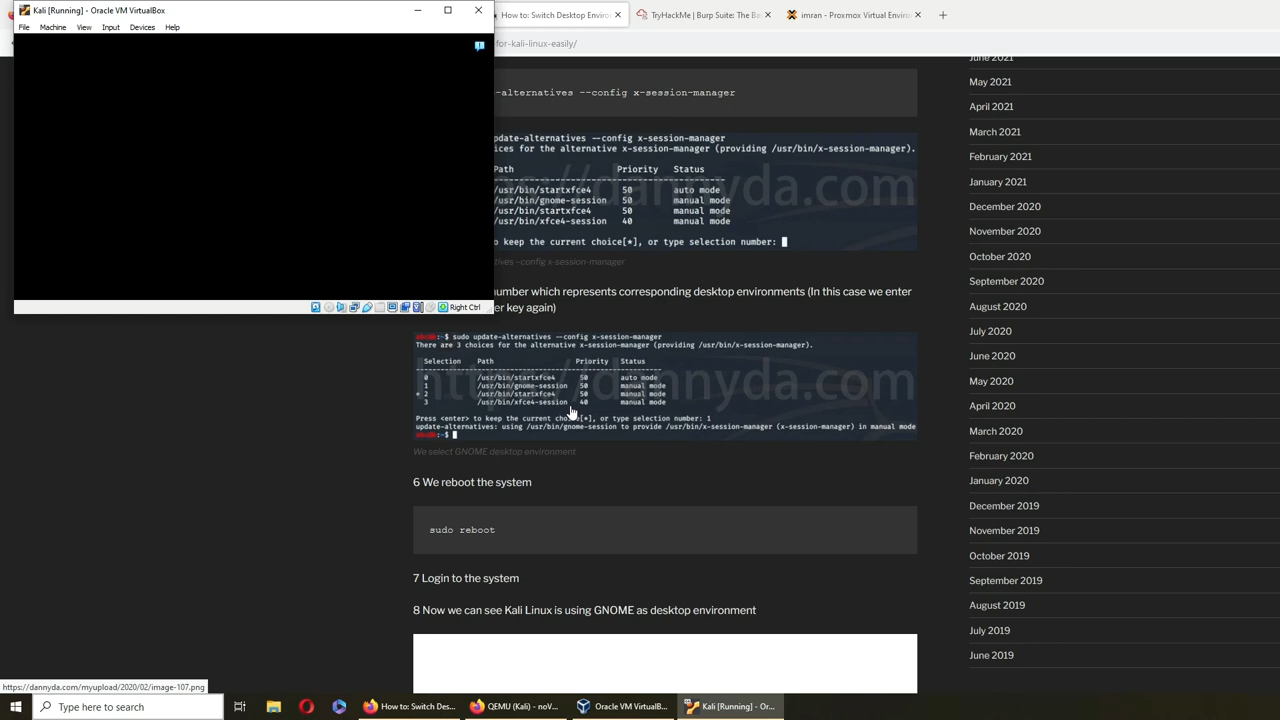 Kali [Running] - Oracle VM VirtualBox
File Machine View Input Devices Help
How to: Switch Desktop Enviro
TryHackMe | Burp Suite: The Ba
imran - Proxmox Virtual Environ
for-kali-linux-easily/
-alternatives --config x-session-manager
pdate-alternatives --config x-session-manager
ces for the alternative x-session-manager (providing /usr/bin/x-session-manager).
Path Priority Status
/usr/bin/startxfce4 50 auto mode
/usr/bin/gnome-session 50 manual mode
/usr/bin/startxfce4 50 manual mode
/usr/bin/xfce4-session 40 manual mode
o keep the current choice[*], or type selection number:
https://dannyda.com
tives –config x-session-manager
number which represents corresponding desktop environments (In this case we enter
er key again)
Right Ctrl
:~$ sudo update-alternatives --config x-session-manager
There are 3 choices for the alternative x-session-manager (providing /usr/bin/x-session-manager).
Selection Path Priority Status
0 /usr/bin/startxfce4 50 auto mode
1 /usr/bin/gnome-session 50 manual mode
* 2 /usr/bin/startxfce4 50 manual mode
3 /usr/bin/xfce4-session 40 manual mode
Press <enter> to keep the current choice[*], or type selection number: 1
update-alternatives: using /usr/bin/gnome-session to provide /usr/bin/x-session-manager (x-session-manager) in manual mode
:~$
https://dannyda.com
We select GNOME desktop environment
6 We reboot the system
sudo reboot
7 Login to the system
8 Now we can see Kali Linux is using GNOME as desktop environment
June 2021
May 2021
April 2021
March 2021
February 2021
January 2021
December 2020
November 2020
October 2020
September 2020
August 2020
July 2020
June 2020
May 2020
April 2020
March 2020
February 2020
January 2020
December 2019
November 2019
October 2019
September 2019
August 2019
July 2019
June 2019
https://dannyda.com/myupload/2020/02/image-107.png
Type here to search
How to: Switch Des...
QEMU (Kali) - noV...
Oracle VM VirtualB...
Kali [Running] - Or...